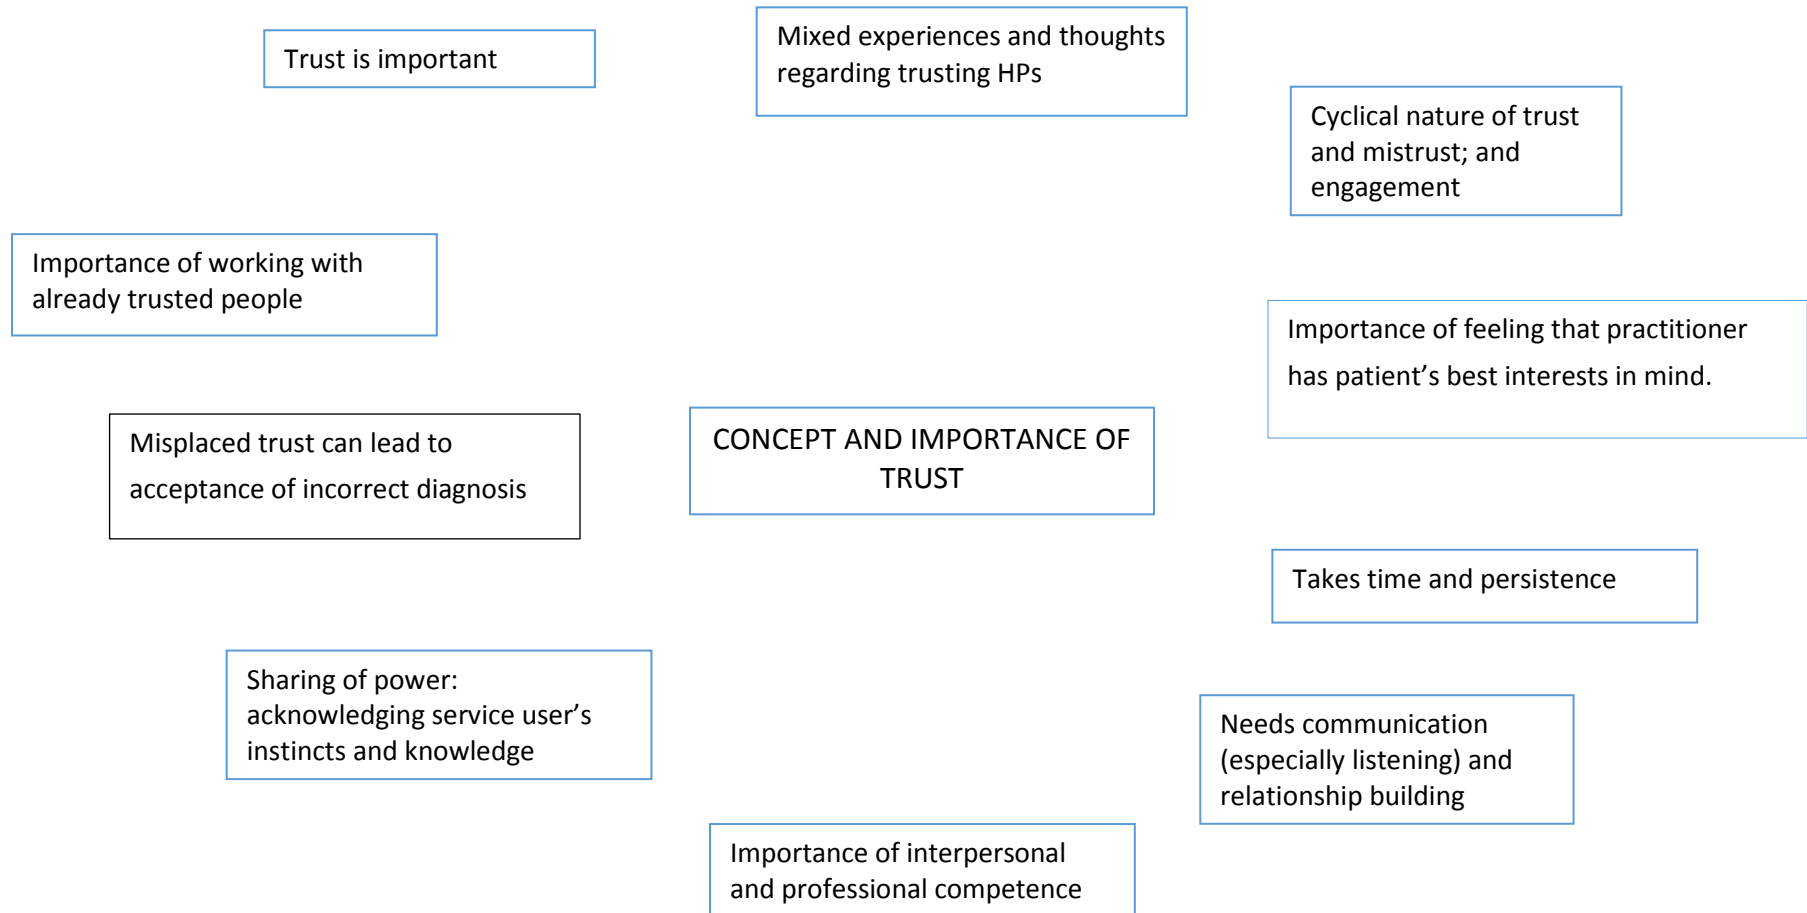 Trust is important
Mixed experiences and thoughts
regarding trusting HPs
Cyclical nature of trust
and mistrust; and
engagement
Importance of working with
already trusted people
Importance of feeling that practitioner
has patient’s best interests in mind.
Misplaced trust can lead to
acceptance of incorrect diagnosis
CONCEPT AND IMPORTANCE OF
TRUST
Takes time and persistence
Sharing of power:
acknowledging service user’s
instincts and knowledge
Needs communication
(especially listening) and
relationship building
Importance of interpersonal
and professional competence